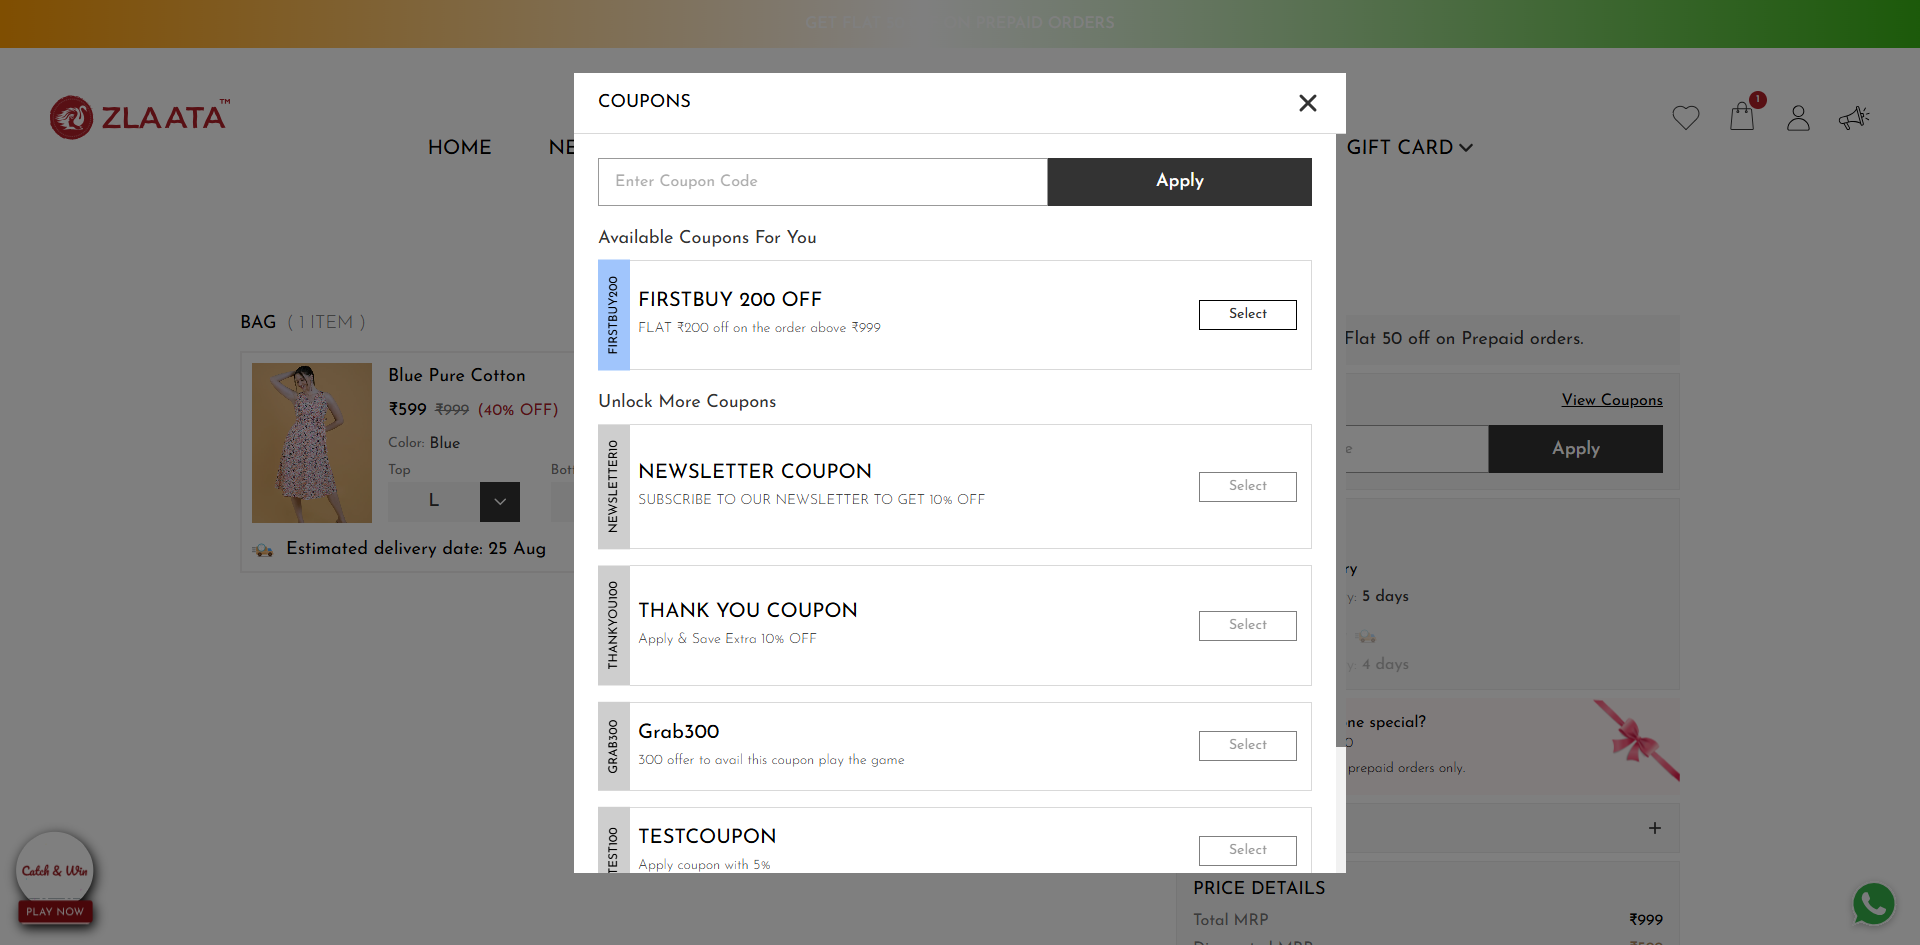 GET FLAT ON PREPAID ORDERS
ZLAATA™
1
HOME
GIFT CARD
COUPONS
Enter Coupon Code
Apply
Available Coupons For You
FIRSTBUY200
FIRSTBUY 200 OFF
FLAT ₹200 off on the order above ₹999
Select
Unlock More Coupons
NEWSLETTER10
NEWSLETTER COUPON
SUBSCRIBE TO OUR NEWSLETTER TO GET 10% OFF
Select
THANKYOU100
THANK YOU COUPON
Apply & Save Extra 10% OFF
Select
GRAB300
Grab300
300 offer to avail this coupon play the game
Select
TEST100
TESTCOUPON
Apply coupon with 5%
Select
BAG ( 1 ITEM )
Blue Pure Cotton
₹599 ₹999 (40% OFF)
Color: Blue
Top
L
Estimated delivery date: 25 Aug
Flat 50 off on Prepaid orders.
View Coupons
Apply
5 days
4 days
special?
prepaid orders only.
+
PRICE DETAILS
Total MRP ₹999
Catch & Win
PLAY NOW